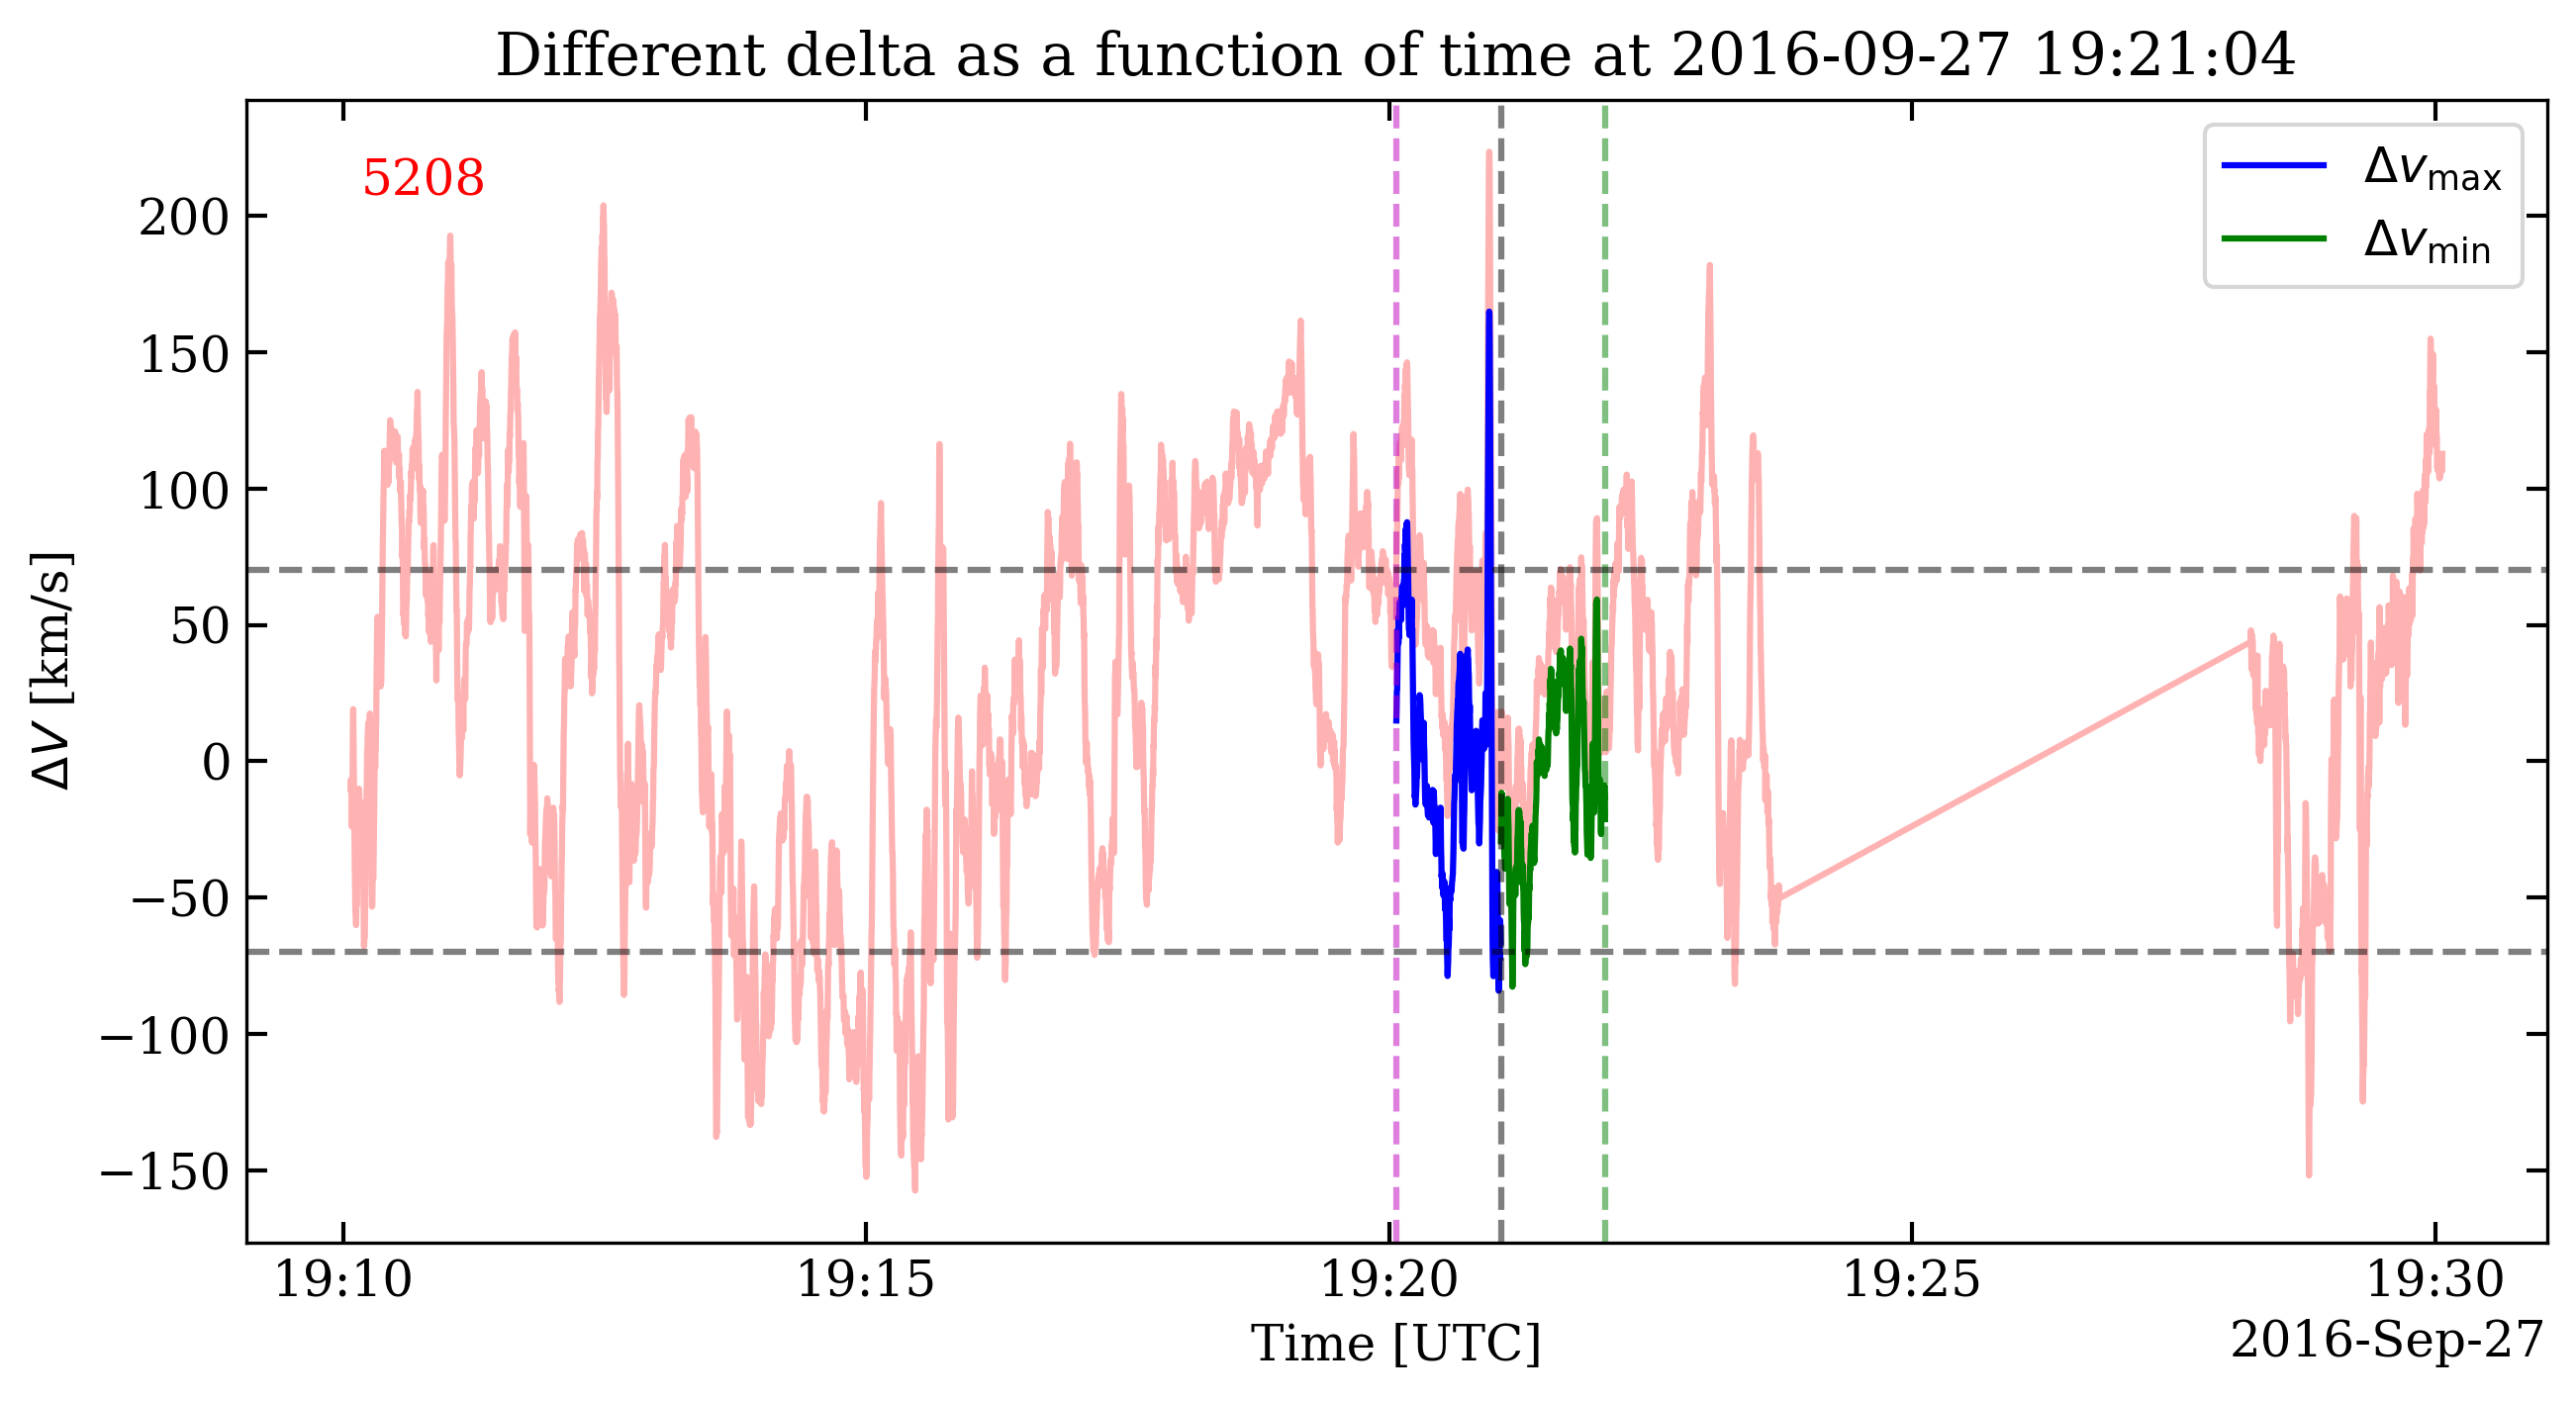 Different delta as a function of time at 2016-09-27 19:21:04
5208
Δv_max
Δv_min
200
150
100
50
0
−50
−100
−150
ΔV [km/s]
19:10 19:15 19:20 19:25 19:30
Time [UTC]
2016-Sep-27